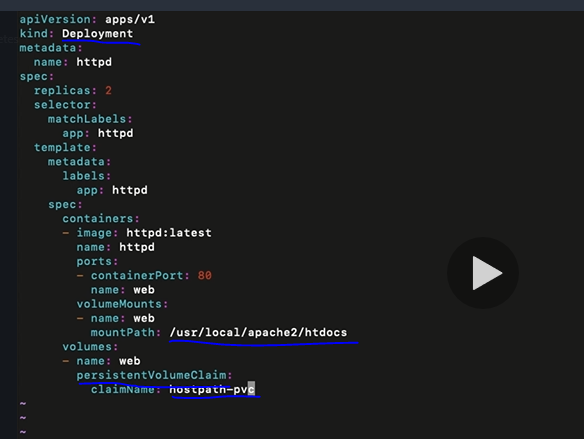 apiVersion: apps/v1
kind: Deployment
metadata:
  name: httpd
spec:
  replicas: 2
  selector:
    matchLabels:
      app: httpd
  template:
    metadata:
      labels:
        app: httpd
    spec:
      containers:
      - image: httpd:latest
        name: httpd
        ports:
        - containerPort: 80
          name: web
        volumeMounts:
        - name: web
          mountPath: /usr/local/apache2/htdocs
      volumes:
      - name: web
        persistentVolumeClaim:
          claimName: hostpath-pvc
~
~
~